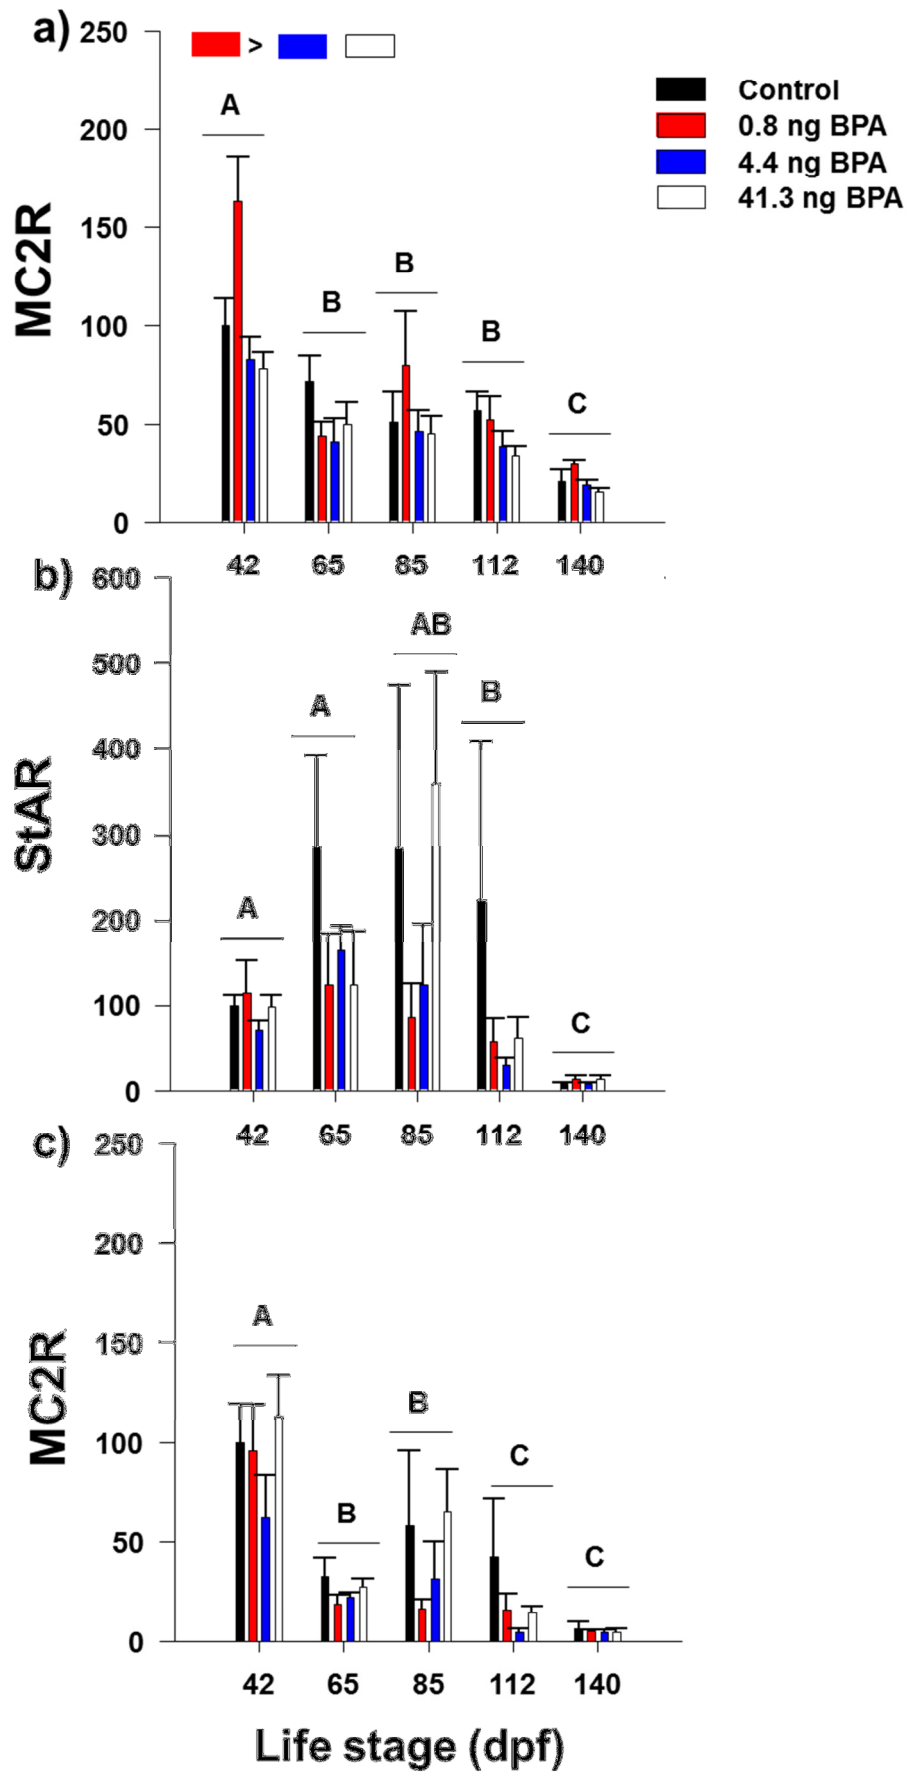 a) 250
>
A
Control
0.8 ng BPA
4.4 ng BPA
41.3 ng BPA
200
MC2R
150
B
B
B
100
C
50
0
42 65 85 112 140
b) 600
AB
500
B
A
400
StAR
300
200
A
100
C
0
42 65 85 112 140
c) 250
200
A
150
MC2R
B
100
C
B
50
C
0
42 65 85 112 140
Life stage (dpf)